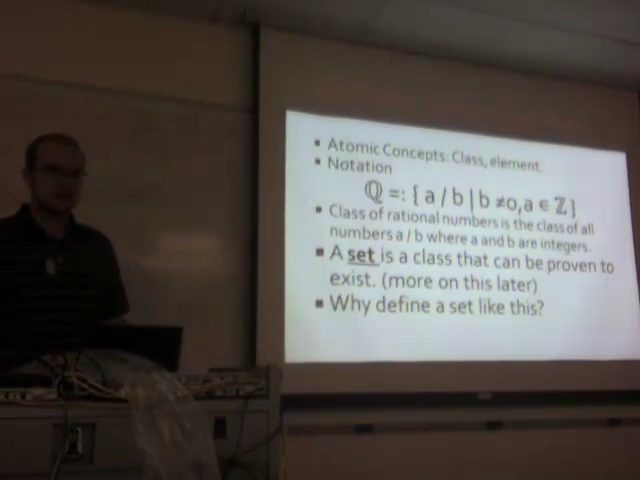 ▪ Atomic Concepts: Class, element.
▪ Notation
ℚ =: { a / b | b ≠0,a ∈ ℤ}
▪ Class of rational numbers is the class of all
numbers a / b where a and b are integers.
▪ A set is a class that can be proven to
exist. (more on this later)
▪ Why define a set like this?